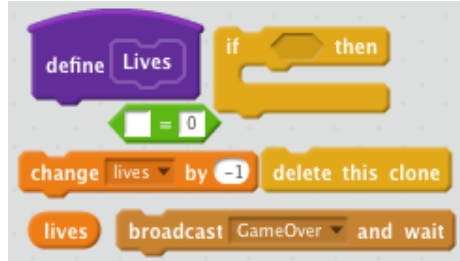 define Lives
if then
= 0
change lives by -1
delete this clone
lives
broadcast GameOver and wait